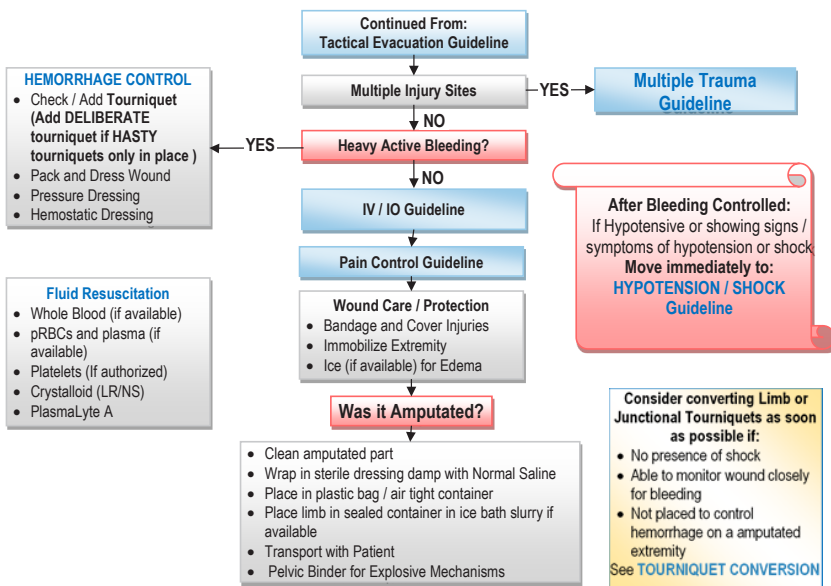 Continued From:
Tactical Evacuation Guideline
Multiple Injury Sites
YES
Multiple Trauma
Guideline
NO
Heavy Active Bleeding?
YES
HEMORRHAGE CONTROL
• Check / Add Tourniquet
(Add DELIBERATE
tourniquet if HASTY
tourniquets only in place )
• Pack and Dress Wound
• Pressure Dressing
• Hemostatic Dressing
NO
IV / IO Guideline
Pain Control Guideline
After Bleeding Controlled:
If Hypotensive or showing signs /
symptoms of hypotension or shock
Move immediately to:
HYPOTENSION / SHOCK
Guideline
Fluid Resuscitation
• Whole Blood (if available)
• pRBCs and plasma (if
available)
• Platelets (If authorized)
• Crystalloid (LR/NS)
• PlasmaLyte A
Wound Care / Protection
• Bandage and Cover Injuries
• Immobilize Extremity
• Ice (if available) for Edema
Was it Amputated?
• Clean amputated part
• Wrap in sterile dressing damp with Normal Saline
• Place in plastic bag / air tight container
• Place limb in sealed container in ice bath slurry if
available
• Transport with Patient
• Pelvic Binder for Explosive Mechanisms
Consider converting Limb or
Junctional Tourniquets as soon
as possible if:
• No presence of shock
• Able to monitor wound closely
for bleeding
• Not placed to control
hemorrhage on a amputated
extremity
See TOURNIQUET CONVERSION